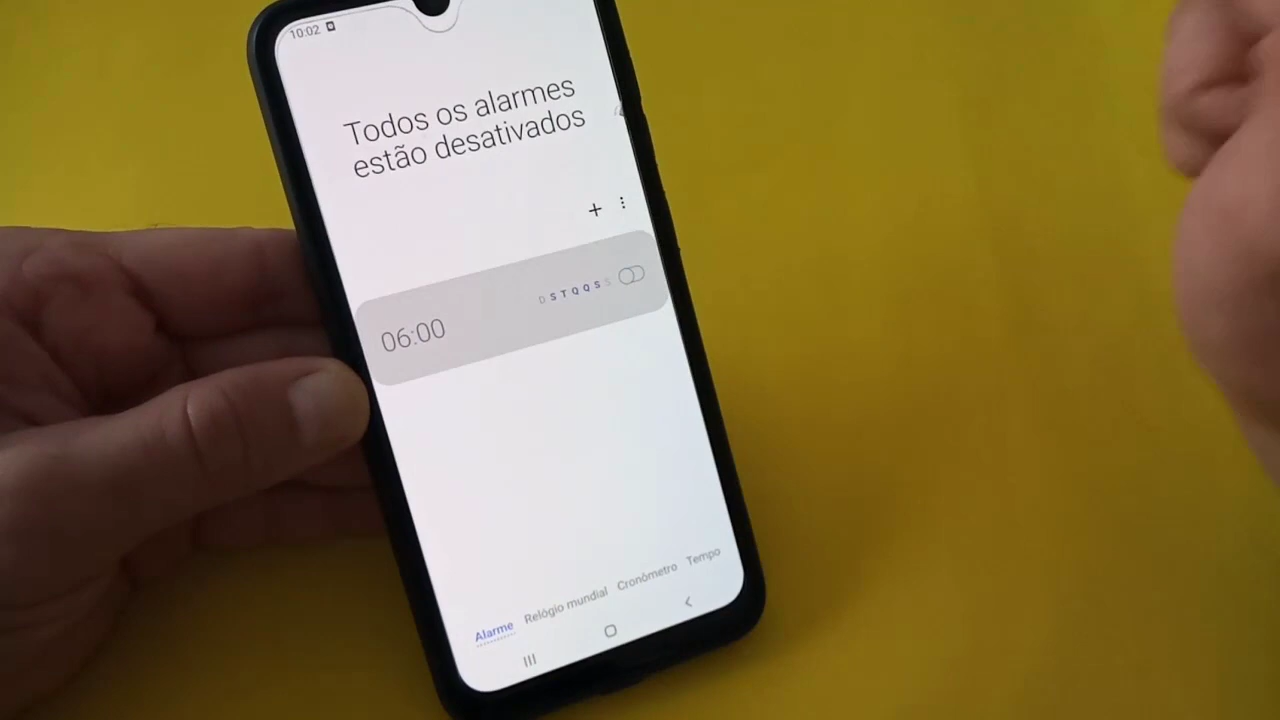 10:02
Todos os alarmes
estão desativados
06:00
D S T Q Q S S
Alarme Relógio mundial Cronômetro Tempo